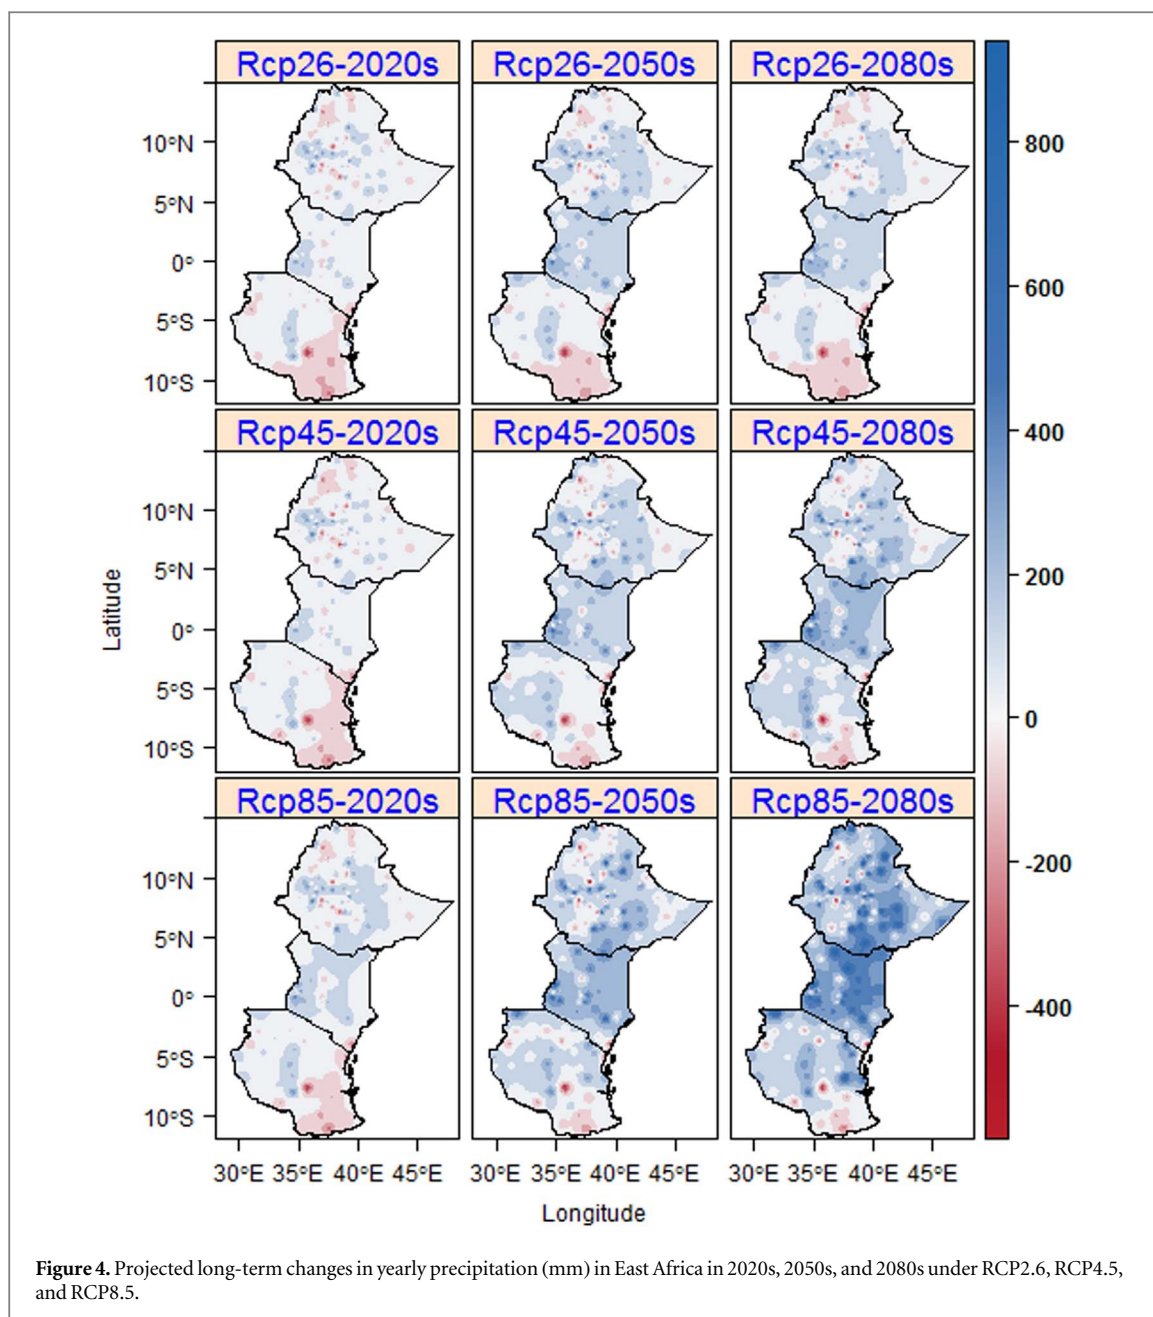 Rcp26-2020s Rcp26-2050s Rcp26-2080s
10°N
5°N
0°
5°S
10°S
Rcp45-2020s Rcp45-2050s Rcp45-2080s
10°N
5°N
0°
5°S
10°S
Rcp85-2020s Rcp85-2050s Rcp85-2080s
10°N
5°N
0°
5°S
10°S
30°E 35°E 40°E 45°E 30°E 35°E 40°E 45°E 30°E 35°E 40°E 45°E
Latitude
Longitude
800
600
400
200
0
-200
-400
Figure 4. Projected long-term changes in yearly precipitation (mm) in East Africa in 2020s, 2050s, and 2080s under RCP2.6, RCP4.5,
and RCP8.5.